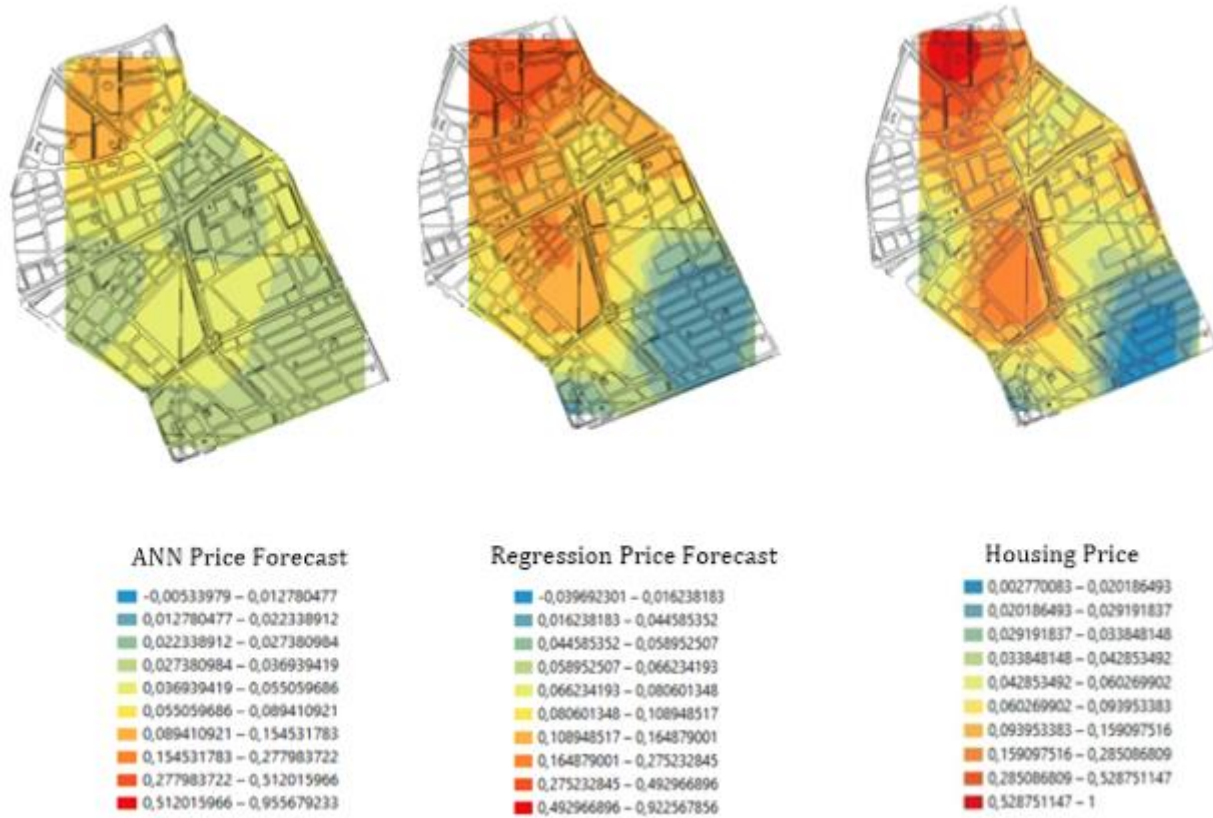 ANN Price Forecast
-0,00533979 – 0,012780477
0,012780477 – 0,022338912
0,022338912 – 0,027380984
0,027380984 – 0,036939419
0,036939419 – 0,055059686
0,055059686 – 0,089410921
0,089410921 – 0,154531783
0,154531783 – 0,277983722
0,277983722 – 0,512015966
0,512015966 – 0,955679233
Regression Price Forecast
-0,039692301 – 0,016238183
0,016238183 – 0,044585352
0,044585352 – 0,058952507
0,058952507 – 0,066234193
0,066234193 – 0,080601348
0,080601348 – 0,108948517
0,108948517 – 0,164879001
0,164879001 – 0,275232845
0,275232845 – 0,492966896
0,492966896 – 0,922567856
Housing Price
0,002770083 – 0,020186493
0,020186493 – 0,029191837
0,029191837 – 0,033848148
0,033848148 – 0,042853492
0,042853492 – 0,060269902
0,060269902 – 0,093953383
0,093953383 – 0,159097516
0,159097516 – 0,285086809
0,285086809 – 0,528751147
0,528751147 – 1